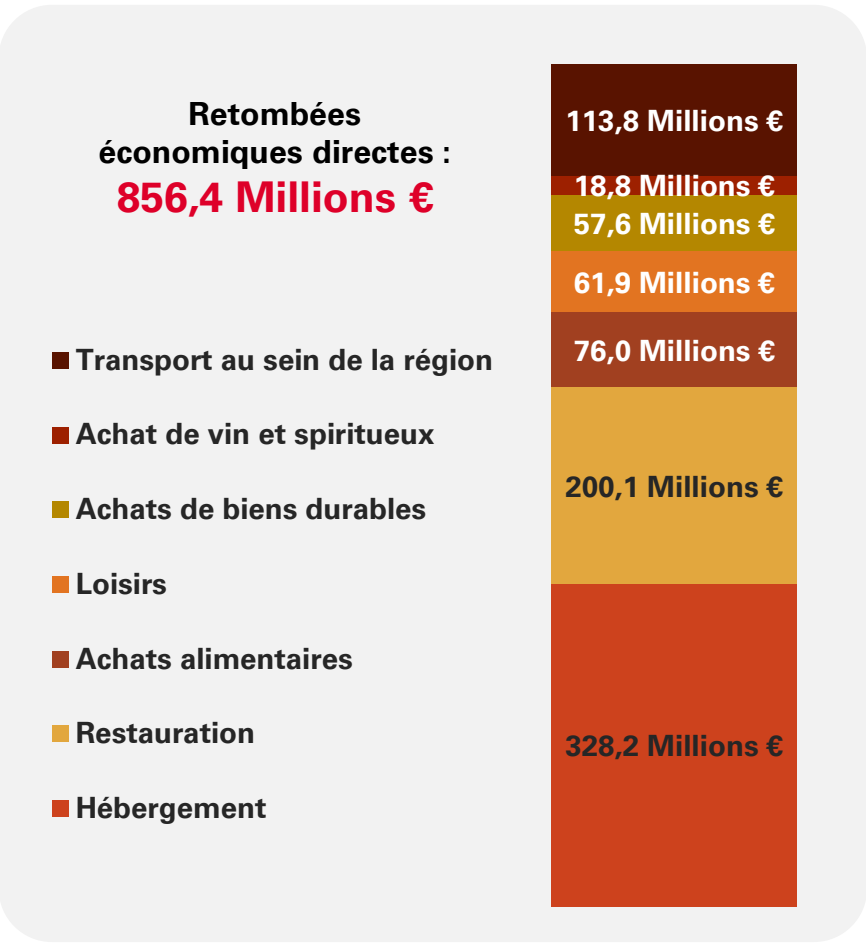 Retombées
économiques directes :
856,4 Millions €
Transport au sein de la région
Achat de vin et spiritueux
Achats de biens durables
Loisirs
Achats alimentaires
Restauration
Hébergement
113,8 Millions €
18,8 Millions €
57,6 Millions €
61,9 Millions €
76,0 Millions €
200,1 Millions €
328,2 Millions €